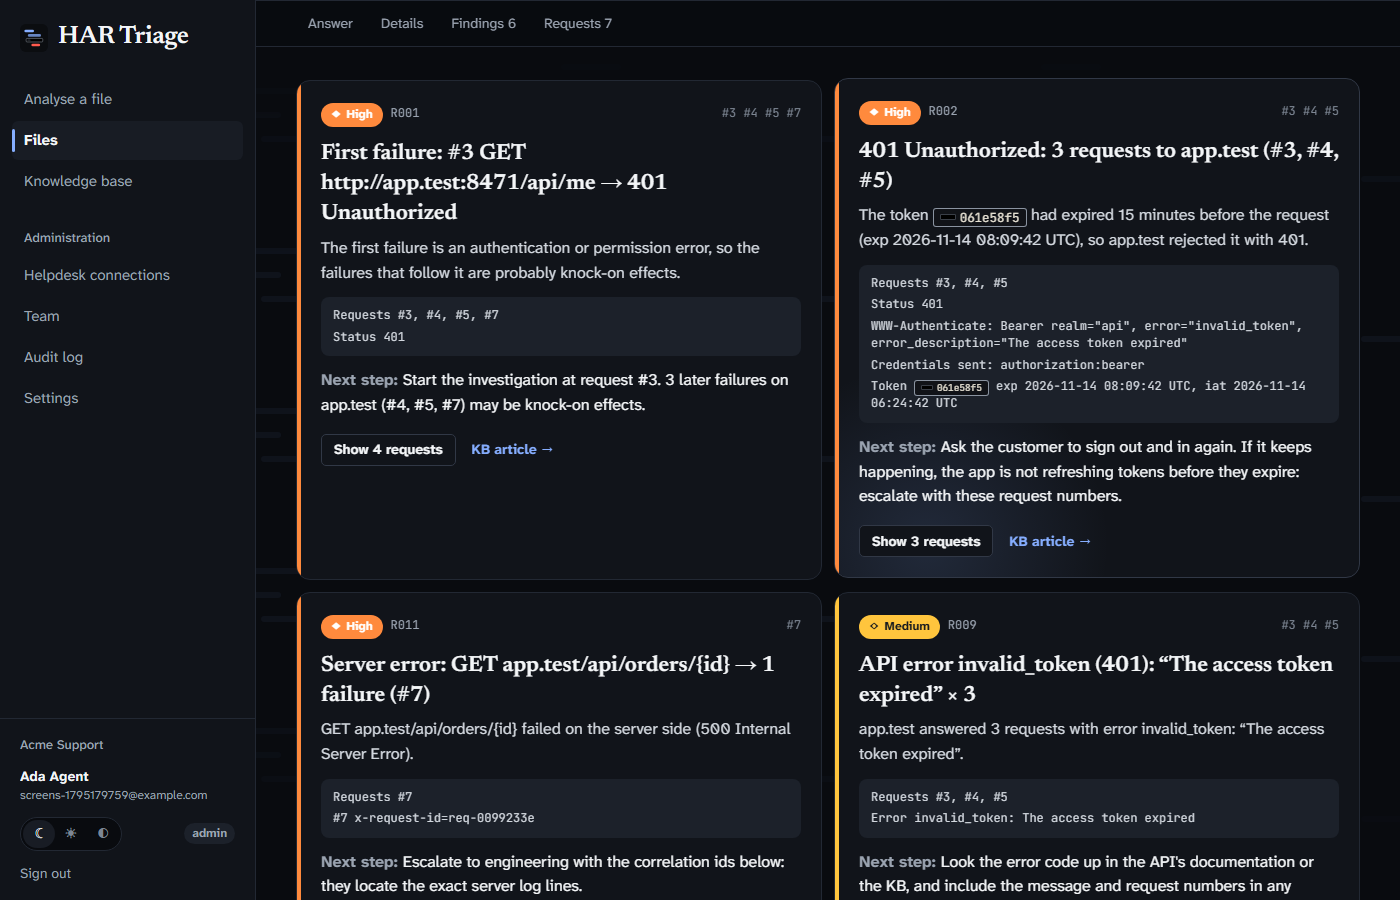 HAR Triage
Analyse a file
Files
Knowledge base
Administration
Helpdesk connections
Team
Audit log
Settings
Acme Support
Ada Agent
screens-1795179759@example.com
admin
Sign out
Answer Details Findings 6 Requests 7
High R001 #3 #4 #5 #7
First failure: #3 GET
http://app.test:8471/api/me → 401
Unauthorized
The first failure is an authentication or permission error, so the
failures that follow it are probably knock-on effects.
Requests #3, #4, #5, #7
Status 401
Next step: Start the investigation at request #3. 3 later failures on
app.test (#4, #5, #7) may be knock-on effects.
Show 4 requests KB article →
High R002 #3 #4 #5
401 Unauthorized: 3 requests to app.test (#3, #4,
#5)
The token 061e58f5 had expired 15 minutes before the request
(exp 2026-11-14 08:09:42 UTC), so app.test rejected it with 401.
Requests #3, #4, #5
Status 401
WWW-Authenticate: Bearer realm="api", error="invalid_token",
error_description="The access token expired"
Credentials sent: authorization:bearer
Token 061e58f5 exp 2026-11-14 08:09:42 UTC, iat 2026-11-14
06:24:42 UTC
Next step: Ask the customer to sign out and in again. If it keeps
happening, the app is not refreshing tokens before they expire:
escalate with these request numbers.
Show 3 requests KB article →
High R011 #7
Server error: GET app.test/api/orders/{id} → 1
failure (#7)
GET app.test/api/orders/{id} failed on the server side (500 Internal
Server Error).
Requests #7
#7 x-request-id=req-0099233e
Next step: Escalate to engineering with the correlation ids below:
they locate the exact server log lines.
Medium R009 #3 #4 #5
API error invalid_token (401): “The access token
expired” × 3
app.test answered 3 requests with error invalid_token: “The access
token expired”.
Requests #3, #4, #5
Error invalid_token: The access token expired
Next step: Look the error code up in the API's documentation or
the KB, and include the message and request numbers in any